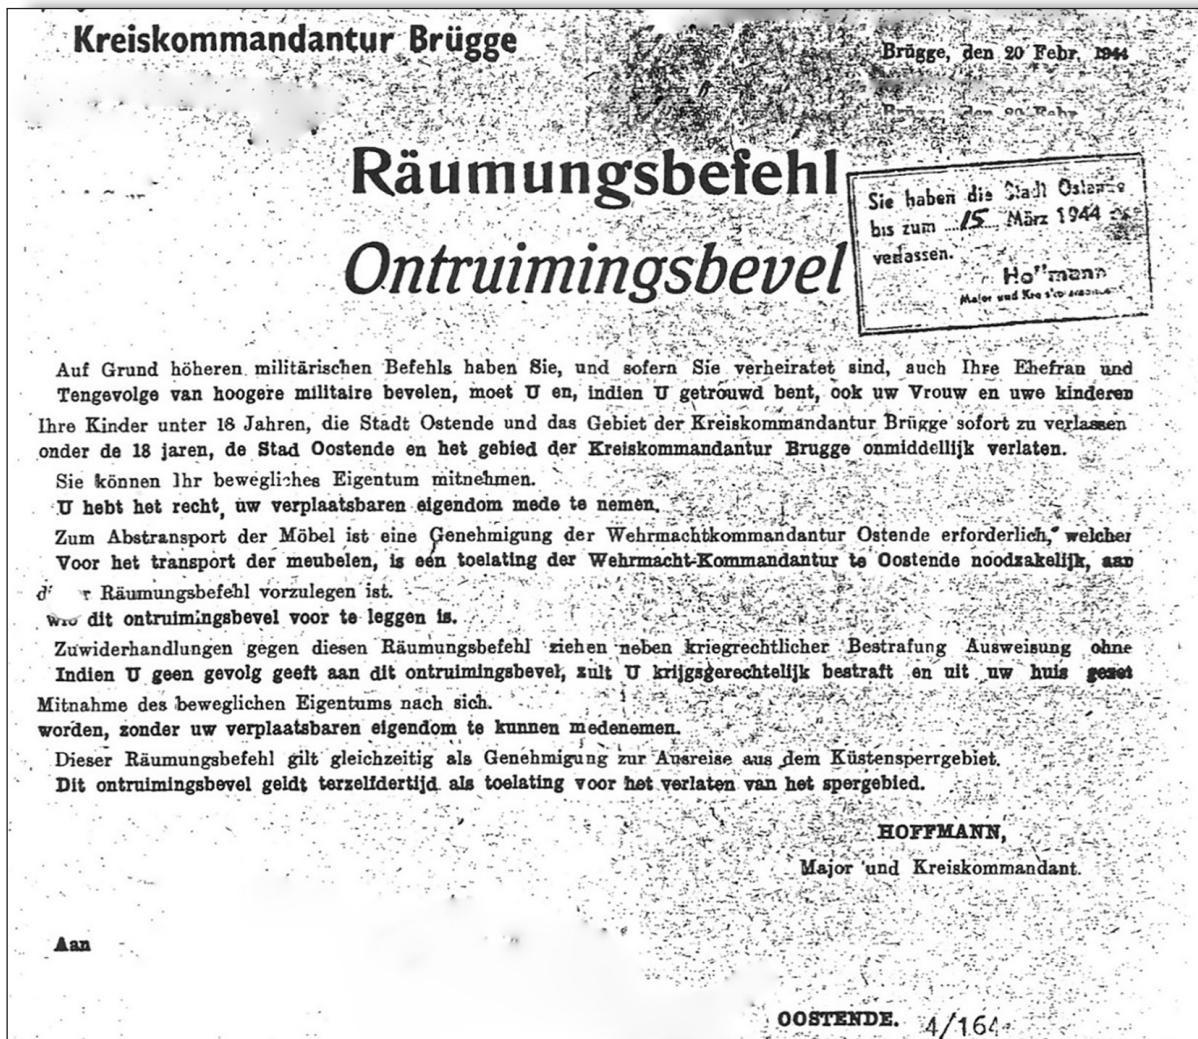 Kreiskommandantur Brügge
Brügge, den 20 Febr. 1944
Räumungsbefehl
Ontruimingsbevel
Sie haben die Stadt Ostende
bis zum 15 März 1944
verlassen.
Hoffmann
Major und
Auf Grund höheren militärischen Befehls haben Sie, und sofern Sie verheiratet sind, auch Ihre Ehefrau und
Tengevolge van hoogere militaire bevelen, moet U en, indien U getrouwd bent, ook uw Vrouw en uwe kinderen
Ihre Kinder unter 18 Jahren, die Stadt Ostende und das Gebiet der Kreiskommandantur Brügge sofort zu verlassen
onder de 18 jaren, de Stad Oostende en het gebied der Kreiskommandantur Brugge onmiddellijk verlaten.
Sie können Ihr bewegliches Eigentum mitnehmen.
U hebt het recht, uw verplaatsbaren eigendom mede te nemen.
Zum Abstransport der Möbel ist eine Genehmigung der Wehrmachtkommandantur Ostende erforderlich, welcher
Voor het transport der meubelen, is een toelating der Wehrmacht-Kommandantur te Oostende noodzakelijk, aan
Räumungsbefehl vorzulegen ist.
wie dit ontruimingsbevel voor te leggen is.
Zuwiderhandlungen gegen diesen Räumungsbefehl ziehen neben kriegrechtlicher Bestrafung Ausweisung ohne
Indien U geen gevolg geeft aan dit ontruimingsbevel, zult U krijgsgerechtelijk bestraft en uit uw huis gezet
Mitnahme des beweglichen Eigentums nach sich.
worden, zonder uw verplaatsbaren eigendom te kunnen medenemen.
Dieser Räumungsbefehl gilt gleichzeitig als Genehmigung zur Ausreise aus dem Küstensperrgebiet.
Dit ontruimingsbevel geldt terzelfdertijd als toelating voor het verlaten van het spergebied.
HOFFMANN,
Major und Kreiskommandant.
Aan
OOSTENDE. 4/164